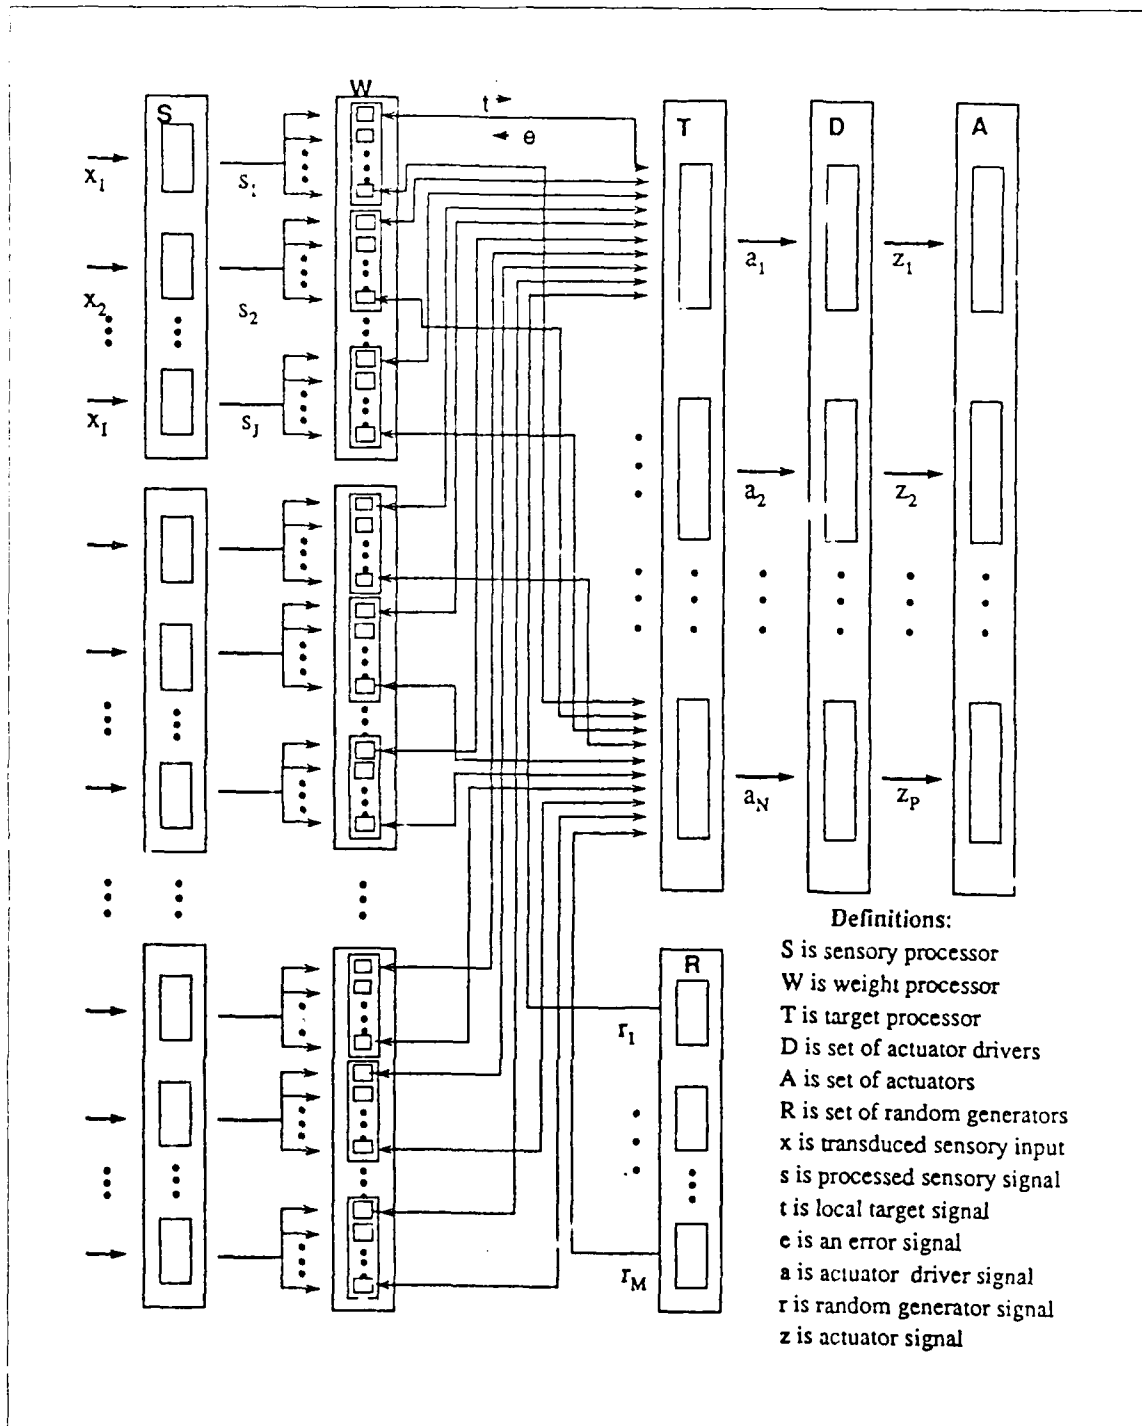 W
t
e
S
T
D
A
x1
s1
a1
z1
x2
s2
xI
sJ
a2
z2
aN
zP
R
r1
rM
Definitions:
S is sensory processor
W is weight processor
T is target processor
D is set of actuator drivers
A is set of actuators
R is set of random generators
x is transduced sensory input
s is processed sensory signal
t is local target signal
e is an error signal
a is actuator driver signal
r is random generator signal
z is actuator signal